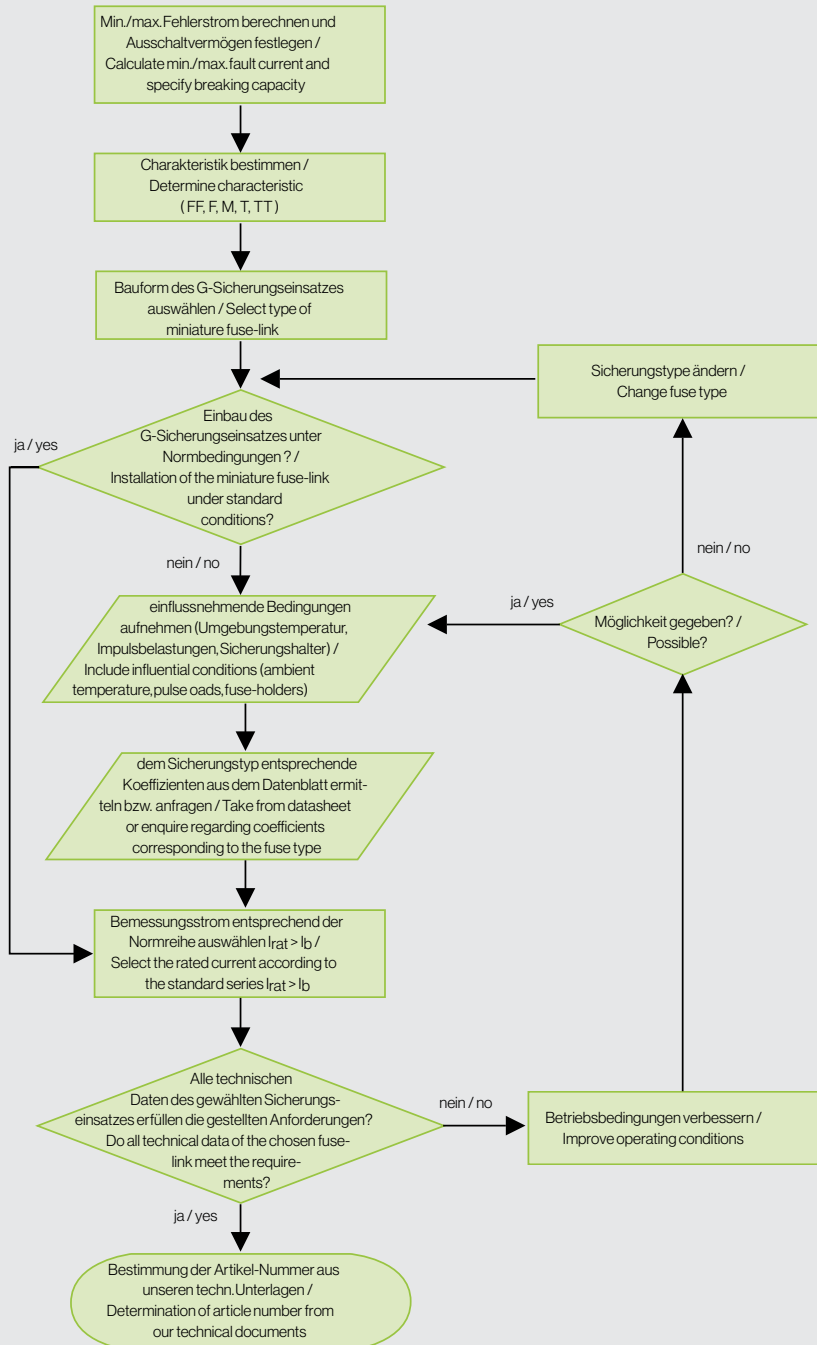 Min./max. Fehlerstrom berechnen und
Ausschaltvermögen festlegen /
Calculate min./max. fault current and
specify breaking capacity
Charakteristik bestimmen /
Determine characteristic
( FF, F, M, T, TT )
Bauform des G-Sicherungseinsatzes
auswählen / Select type of
miniature fuse-link
Sicherungstype ändern /
Change fuse type
Einbau des
G-Sicherungseinsatzes unter
Normbedingungen ? /
Installation of the miniature fuse-link
under standard
conditions?
ja / yes
nein / no
nein / no
einflussnehmende Bedingungen
aufnehmen (Umgebungstemperatur,
Impulsbelastungen, Sicherungshalter) /
Include influential conditions (ambient
temperature, pulse oads, fuse-holders)
ja / yes
Möglichkeit gegeben? /
Possible?
dem Sicherungstyp entsprechende
Koeffizienten aus dem Datenblatt ermit-
teln bzw. anfragen / Take from datasheet
or enquire regarding coefficients
corresponding to the fuse type
Bemessungsstrom entsprechend der
Normreihe auswählen Irat > Ib /
Select the rated current according to
the standard series Irat > Ib
Alle technischen
Daten des gewählten Sicherungs-
einsatzes erfüllen die gestellten Anforderungen?
Do all technical data of the chosen fuse-
link meet the require-
ments?
nein / no
Betriebsbedingungen verbessern /
Improve operating conditions
ja / yes
Bestimmung der Artikel-Nummer aus
unseren techn. Unterlagen /
Determination of article number from
our technical documents